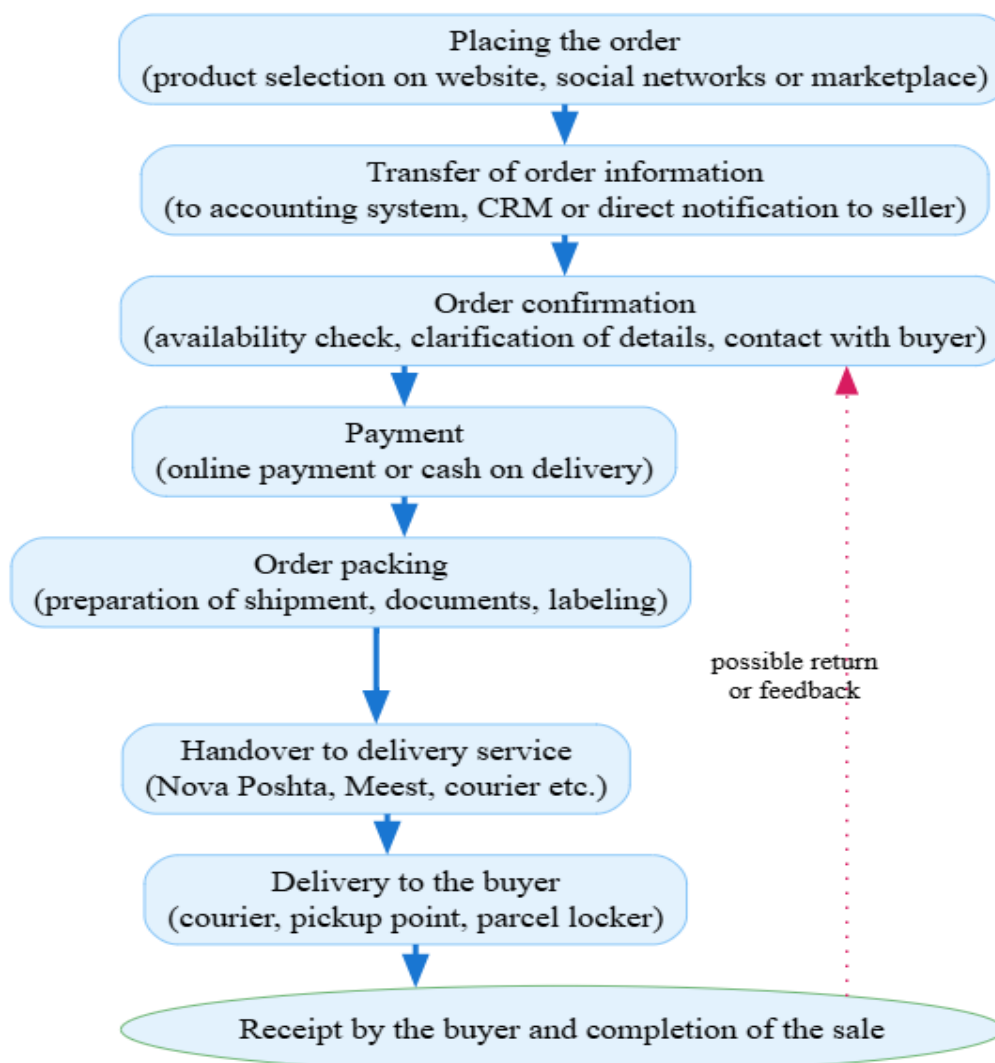 Placing the order
(product selection on website, social networks or marketplace)
Transfer of order information
(to accounting system, CRM or direct notification to seller)
Order confirmation
(availability check, clarification of details, contact with buyer)
Payment
(online payment or cash on delivery)
Order packing
(preparation of shipment, documents, labeling)
possible return
or feedback
Handover to delivery service
(Nova Poshta, Meest, courier etc.)
Delivery to the buyer
(courier, pickup point, parcel locker)
Receipt by the buyer and completion of the sale